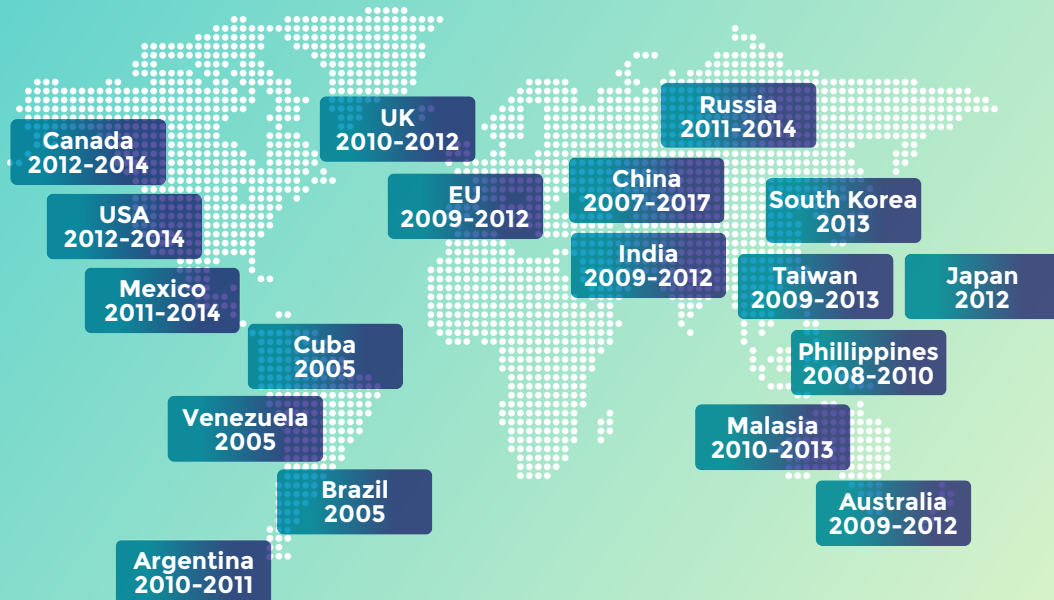 Canada
2012-2014
USA
2012-2014
Mexico
2011-2014
Cuba
2005
Venezuela
2005
Brazil
2005
Argentina
2010-2011
UK
2010-2012
EU
2009-2012
Russia
2011-2014
China
2007-2017
India
2009-2012
South Korea
2013
Taiwan
2009-2013
Japan
2012
Phillippines
2008-2010
Malasia
2010-2013
Australia
2009-2012